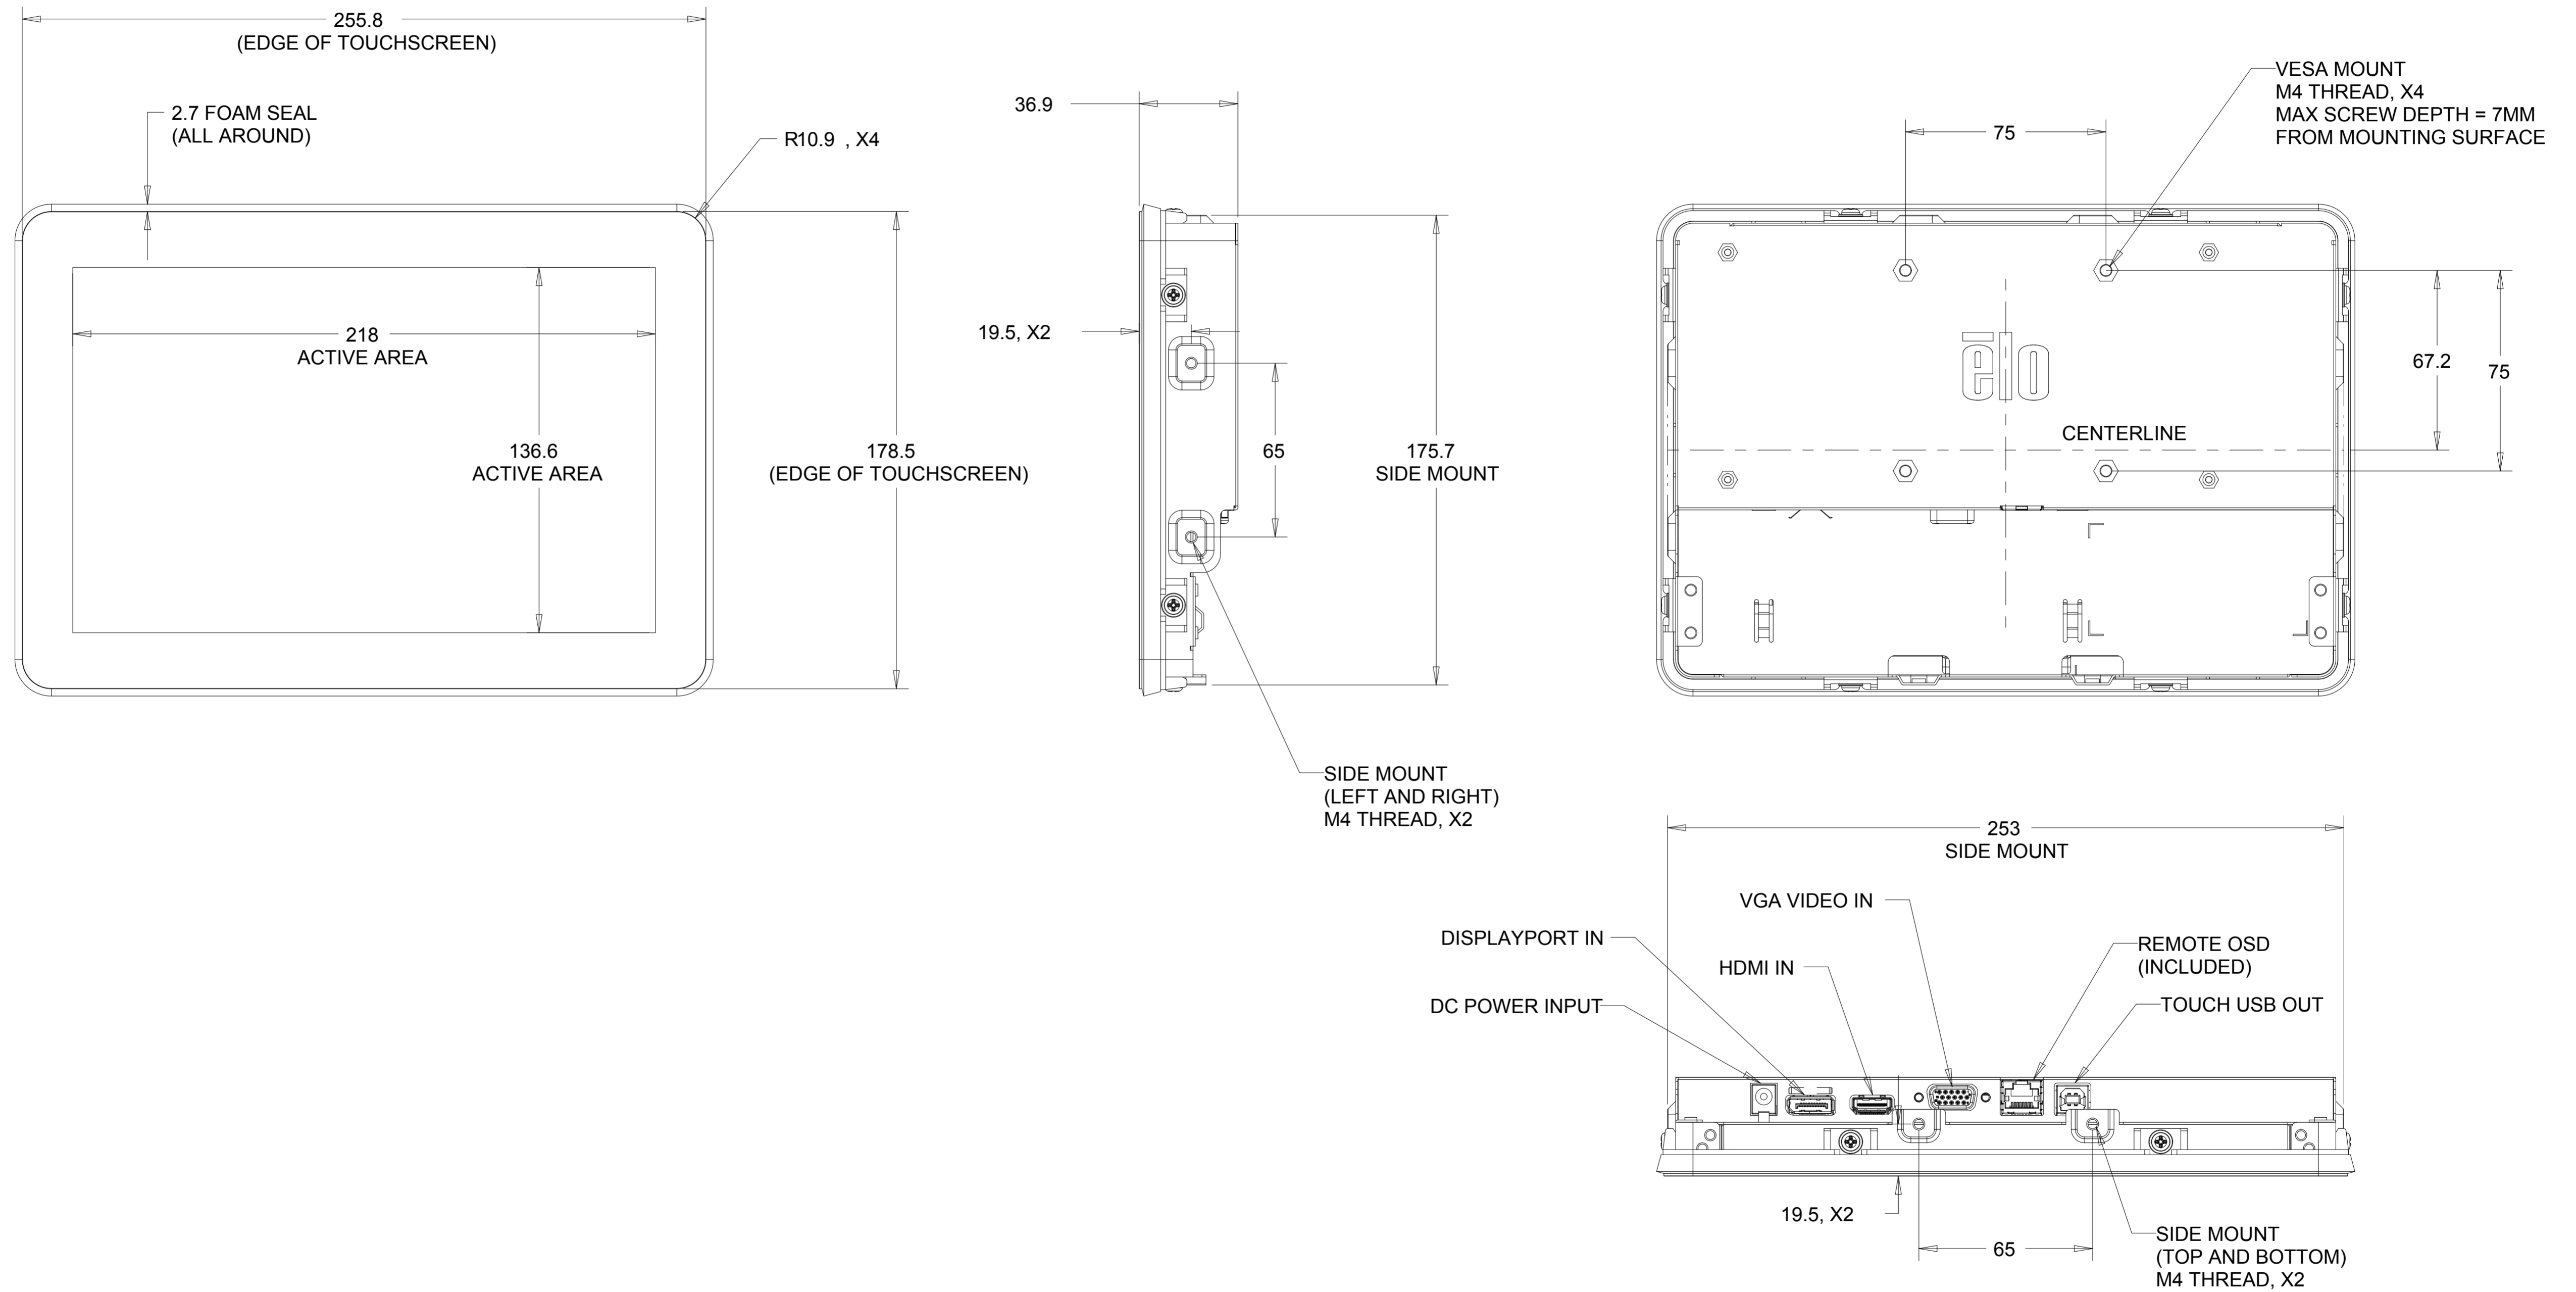 255.8
(EDGE OF TOUCHSCREEN)
2.7 FOAM SEAL
(ALL AROUND)
R10.9 , X4
218
ACTIVE AREA
136.6
ACTIVE AREA
178.5
(EDGE OF TOUCHSCREEN)
36.9
19.5, X2
65
175.7
SIDE MOUNT
SIDE MOUNT
(LEFT AND RIGHT)
M4 THREAD, X2
VESA MOUNT
M4 THREAD, X4
MAX SCREW DEPTH = 7MM
FROM MOUNTING SURFACE
75
67.2
75
ēlo
CENTERLINE
253
SIDE MOUNT
VGA VIDEO IN
DISPLAYPORT IN
HDMI IN
DC POWER INPUT
REMOTE OSD
(INCLUDED)
TOUCH USB OUT
19.5, X2
65
SIDE MOUNT
(TOP AND BOTTOM)
M4 THREAD, X2